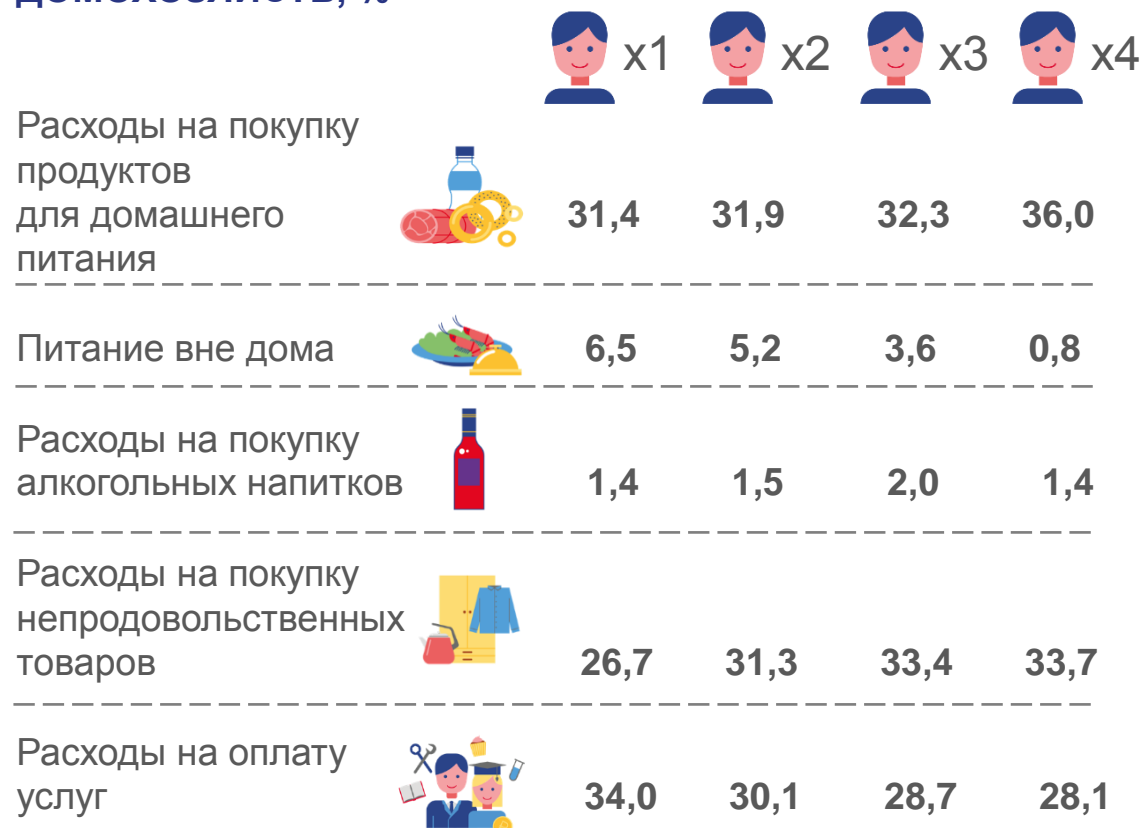 x1 x2 x3 x4
Расходы на покупку
продуктов
для домашнего
питания
31,4 31,9 32,3 36,0
Питание вне дома 6,5 5,2 3,6 0,8
Расходы на покупку
алкогольных напитков 1,4 1,5 2,0 1,4
Расходы на покупку
непродовольственных
товаров 26,7 31,3 33,4 33,7
Расходы на оплату
услуг 34,0 30,1 28,7 28,1